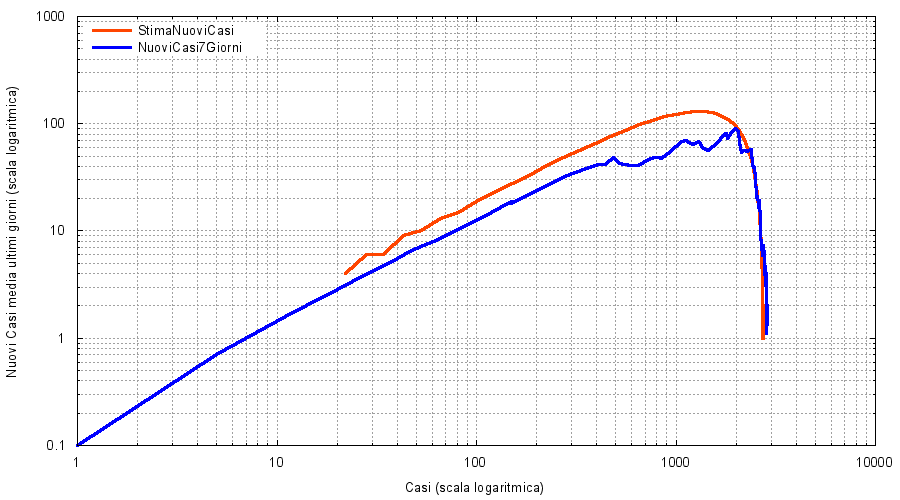 1000
100
10
1
0.1
Nuovi Casi media ultimi giorni (scala logaritmica)
StimaNuoviCasi
NuoviCasi7Giorni
1
10
100
1000
10000
Casi (scala logaritmica)